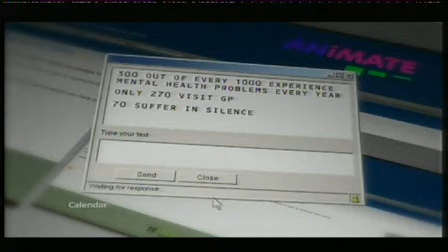 ANiMATE
300 OUT OF EVERY 1000 EXPERIENCE
MENTAL HEALTH PROBLEMS EVERY YEAR
ONLY 270 VISIT GP
70 SUFFER IN SILENCE
Type your text:
Send
Close
Waiting for response...
Calendar